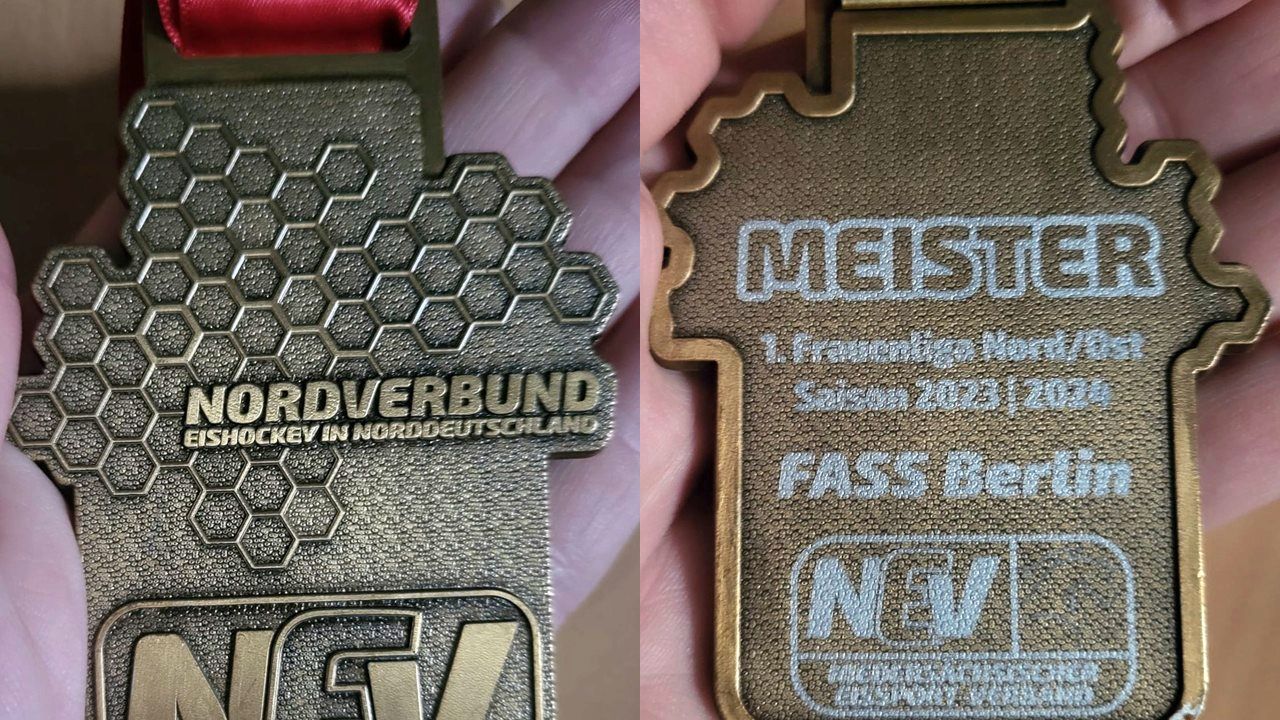 NORDVERBUND
EISHOCKEY IN NORDDEUTSCHLAND
NEV
MEISTER
1. Frauenliga Nord/Ost
Saison 2023 | 2024
FASS Berlin
NEV
NIEDERSÄCHSISCHER
EISSPORT-VERBAND